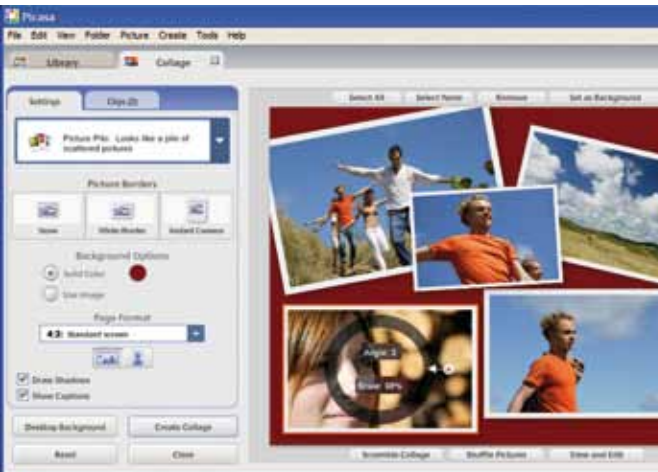 Picasa
File Edit View Folder Picture Create Tools Help
Library Collage
Settings Clips (2)
Picture Pile: Looks like a pile of
scattered pictures
Picture Borders
None White Border Instant Camera
Background Options
Solid Color
Use Image
Page Format
4:3: Standard screen
Draw Shadows
Show Captions
Desktop Background Create Collage
Reset Close
Select All Select None Remove Set as Background
Angle: 2
Scramble Collage Shuffle Pictures View and Edit